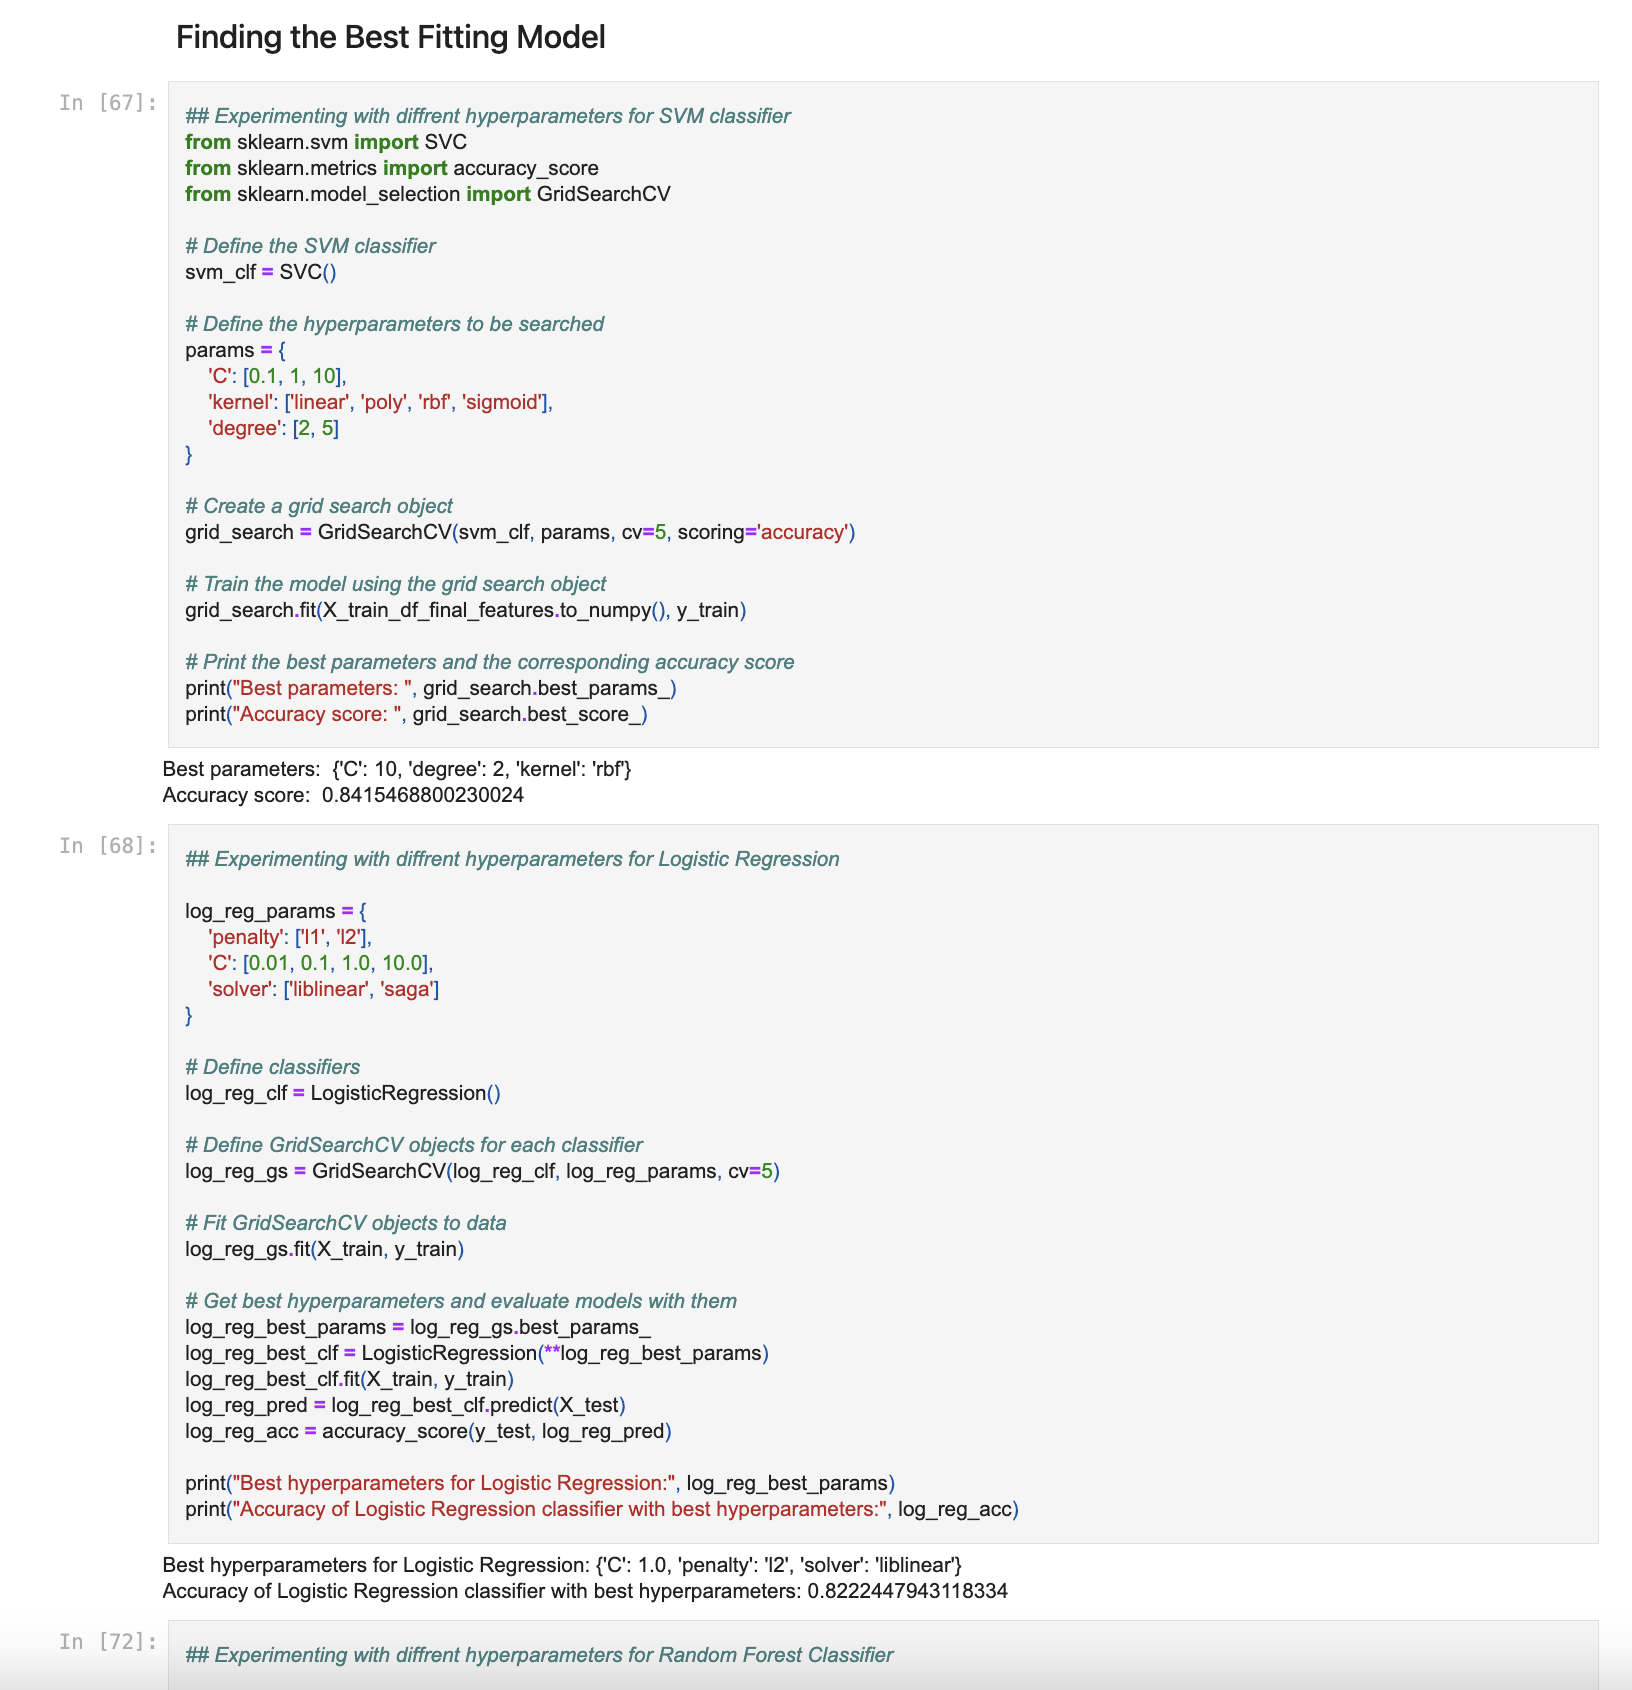 Finding the Best Fitting Model
In [67]:
## Experimenting with diffrent hyperparameters for SVM classifier
from sklearn.svm import SVC
from sklearn.metrics import accuracy_score
from sklearn.model_selection import GridSearchCV
# Define the SVM classifier
svm_clf = SVC()
# Define the hyperparameters to be searched
params = {
    'C': [0.1, 1, 10],
    'kernel': ['linear', 'poly', 'rbf', 'sigmoid'],
    'degree': [2, 5]
}
# Create a grid search object
grid_search = GridSearchCV(svm_clf, params, cv=5, scoring='accuracy')
# Train the model using the grid search object
grid_search.fit(X_train_df_final_features.to_numpy(), y_train)
# Print the best parameters and the corresponding accuracy score
print("Best parameters: ", grid_search.best_params_)
print("Accuracy score: ", grid_search.best_score_)
Best parameters:  {'C': 10, 'degree': 2, 'kernel': 'rbf'}
Accuracy score:  0.8415468800230024
In [68]:
## Experimenting with diffrent hyperparameters for Logistic Regression
log_reg_params = {
    'penalty': ['l1', 'l2'],
    'C': [0.01, 0.1, 1.0, 10.0],
    'solver': ['liblinear', 'saga']
}
# Define classifiers
log_reg_clf = LogisticRegression()
# Define GridSearchCV objects for each classifier
log_reg_gs = GridSearchCV(log_reg_clf, log_reg_params, cv=5)
# Fit GridSearchCV objects to data
log_reg_gs.fit(X_train, y_train)
# Get best hyperparameters and evaluate models with them
log_reg_best_params = log_reg_gs.best_params_
log_reg_best_clf = LogisticRegression(**log_reg_best_params)
log_reg_best_clf.fit(X_train, y_train)
log_reg_pred = log_reg_best_clf.predict(X_test)
log_reg_acc = accuracy_score(y_test, log_reg_pred)
print("Best hyperparameters for Logistic Regression:", log_reg_best_params)
print("Accuracy of Logistic Regression classifier with best hyperparameters:", log_reg_acc)
Best hyperparameters for Logistic Regression: {'C': 1.0, 'penalty': 'l2', 'solver': 'liblinear'}
Accuracy of Logistic Regression classifier with best hyperparameters: 0.8222447943118334
In [72]:
## Experimenting with diffrent hyperparameters for Random Forest Classifier